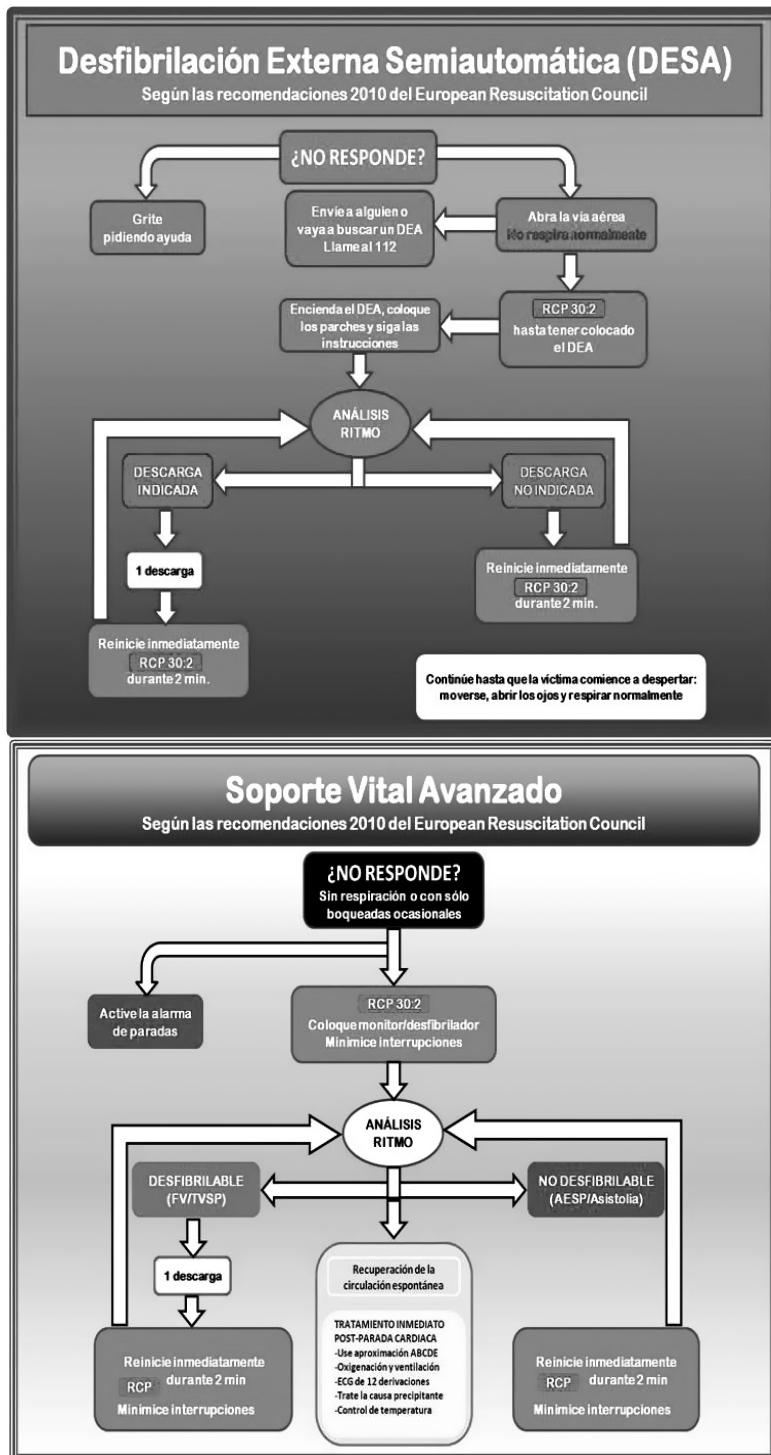 Desfibrilación Externa Semiautomática (DESA)
Según las recomendaciones 2010 del European Resuscitation Council
¿NO RESPONDE?
Grite
pidiendo ayuda
Envíe a alguien o
vaya a buscar un DEA
Llame al 112
Abra la vía aérea
No respira normalmente
Encienda el DEA, coloque
los parches y siga las
instrucciones
RCP 30:2
hasta tener colocado
el DEA
ANÁLISIS
RITMO
DESCARGA
INDICADA
DESCARGA
NO INDICADA
1 descarga
Reinicie inmediatamente
RCP 30:2
durante 2 min.
Reinicie inmediatamente
RCP 30:2
durante 2 min.
Continúe hasta que la víctima comience a despertar:
moverse, abrir los ojos y respirar normalmente
Soporte Vital Avanzado
Según las recomendaciones 2010 del European Resuscitation Council
¿NO RESPONDE?
Sin respiración o con sólo
boqueadas ocasionales
Active la alarma
de paradas
RCP 30:2
Coloque monitor/desfibrilador
Minimice interrupciones
ANÁLISIS
RITMO
DESFIBRILABLE
(FV/TVSP)
NO DESFIBRILABLE
(AESP/Asistolia)
1 descarga
Reinicie inmediatamente
RCP durante 2 min
Minimice interrupciones
Recuperación de la
circulación espontánea
TRATAMIENTO INMEDIATO
POST-PARADA CARDIACA
-Use aproximación ABCDE
-Oxigenación y ventilación
-ECG de 12 derivaciones
-Trate la causa precipitante
-Control de temperatura
Reinicie inmediatamente
RCP durante 2 min
Minimice interrupciones